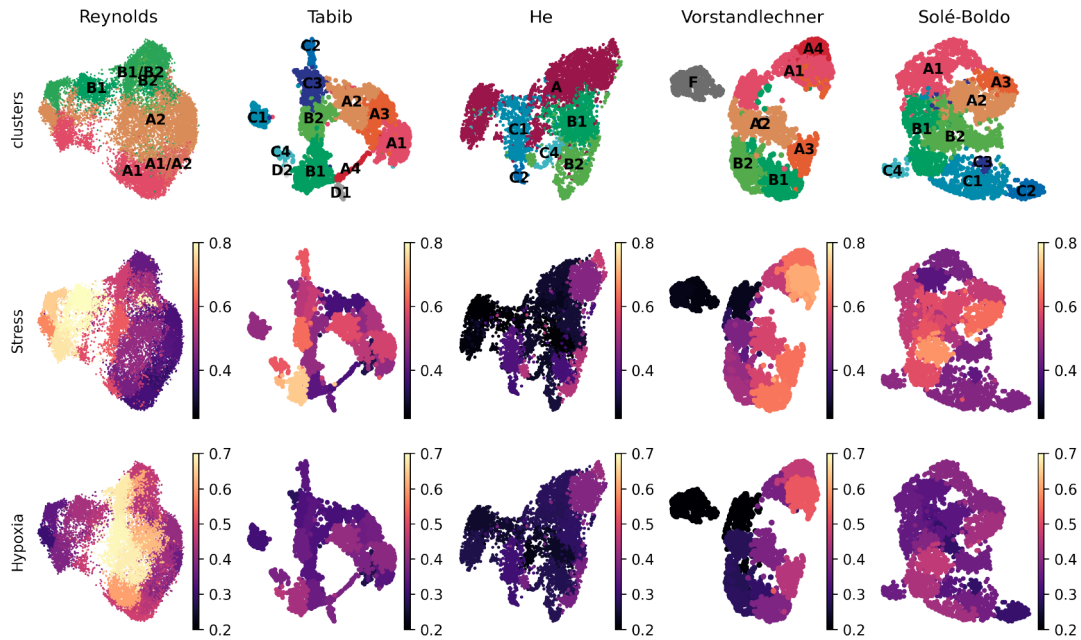 Reynolds Tabib He Vorstandlechner Solé-Boldo
clusters
B1/B2
B2
B1
A2
A1/A2
A1
C2
C3
A2
C1
B2
A3
A1
C4
D2
B1
A4
D1
A
C1
B1
C4
B2
C2
A4
A1
F
A2
A3
B2
B1
A1
A3
A2
B1
B2
C4
C3
C1
C2
Stress
0.8 0.8 0.8 0.8 0.8
0.6 0.6 0.6 0.6 0.6
0.4 0.4 0.4 0.4 0.4
Hypoxia
0.7 0.7 0.7 0.7 0.7
0.6 0.6 0.6 0.6 0.6
0.5 0.5 0.5 0.5 0.5
0.4 0.4 0.4 0.4 0.4
0.3 0.3 0.3 0.3 0.3
0.2 0.2 0.2 0.2 0.2